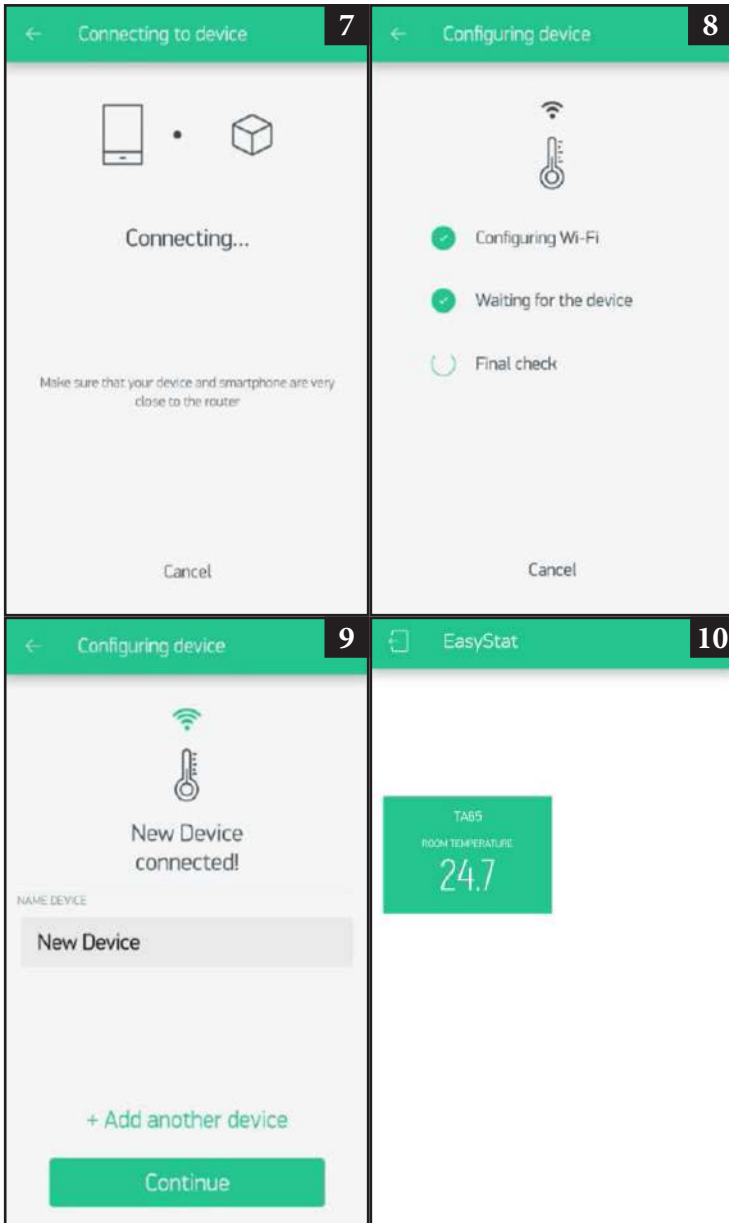 Connecting to device
7
Connecting...
Make sure that your device and smartphone are very
close to the router
Cancel
Configuring device
8
Configuring Wi-Fi
Waiting for the device
Final check
Cancel
Configuring device
9
New Device
connected!
NAME DEVICE
New Device
+ Add another device
Continue
EasyStat
10
TA65
ROOM TEMPERATURE
24.7